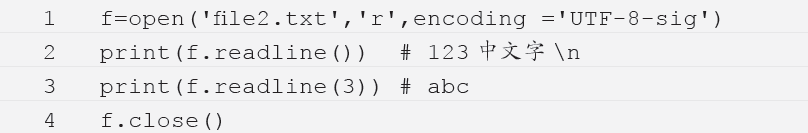 1 f=open('file2.txt','r',encoding ='UTF-8-sig')
2 print(f.readline()) # 123 中文字 \n
3 print(f.readline(3)) # abc
4 f.close()